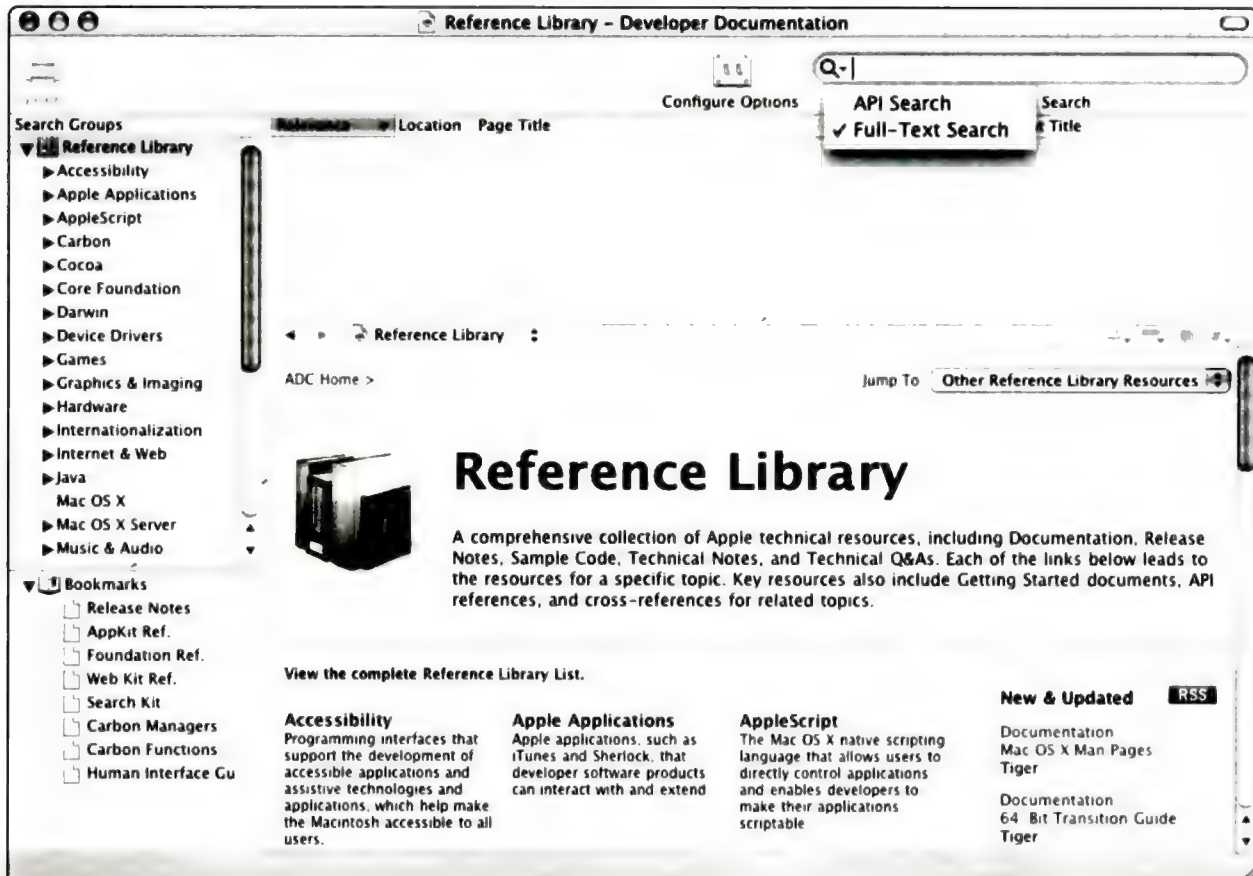 Reference Library – Developer Documentation
Configure Options
API Search
✓ Full-Text Search
Search
Title
Search Groups
Relevance Location Page Title
Reference Library
Accessibility
Apple Applications
AppleScript
Carbon
Cocoa
Core Foundation
Darwin
Device Drivers
Games
Graphics & Imaging
Hardware
Internationalization
Internet & Web
Java
Mac OS X
Mac OS X Server
Music & Audio
Bookmarks
Release Notes
AppKit Ref.
Foundation Ref.
Web Kit Ref.
Search Kit
Carbon Managers
Carbon Functions
Human Interface Gu
Reference Library
ADC Home >
Jump To Other Reference Library Resources
Reference Library
A comprehensive collection of Apple technical resources, including Documentation, Release
Notes, Sample Code, Technical Notes, and Technical Q&As. Each of the links below leads to
the resources for a specific topic. Key resources also include Getting Started documents, API
references, and cross-references for related topics.
View the complete Reference Library List.
Accessibility
Programming interfaces that
support the development of
accessible applications and
assistive technologies and
applications, which help make
the Macintosh accessible to all
users.
Apple Applications
Apple applications, such as
iTunes and Sherlock, that
developer software products
can interact with and extend
AppleScript
The Mac OS X native scripting
language that allows users to
directly control applications
and enables developers to
make their applications
scriptable
New & Updated RSS
Documentation
Mac OS X Man Pages
Tiger
Documentation
64 Bit Transition Guide
Tiger